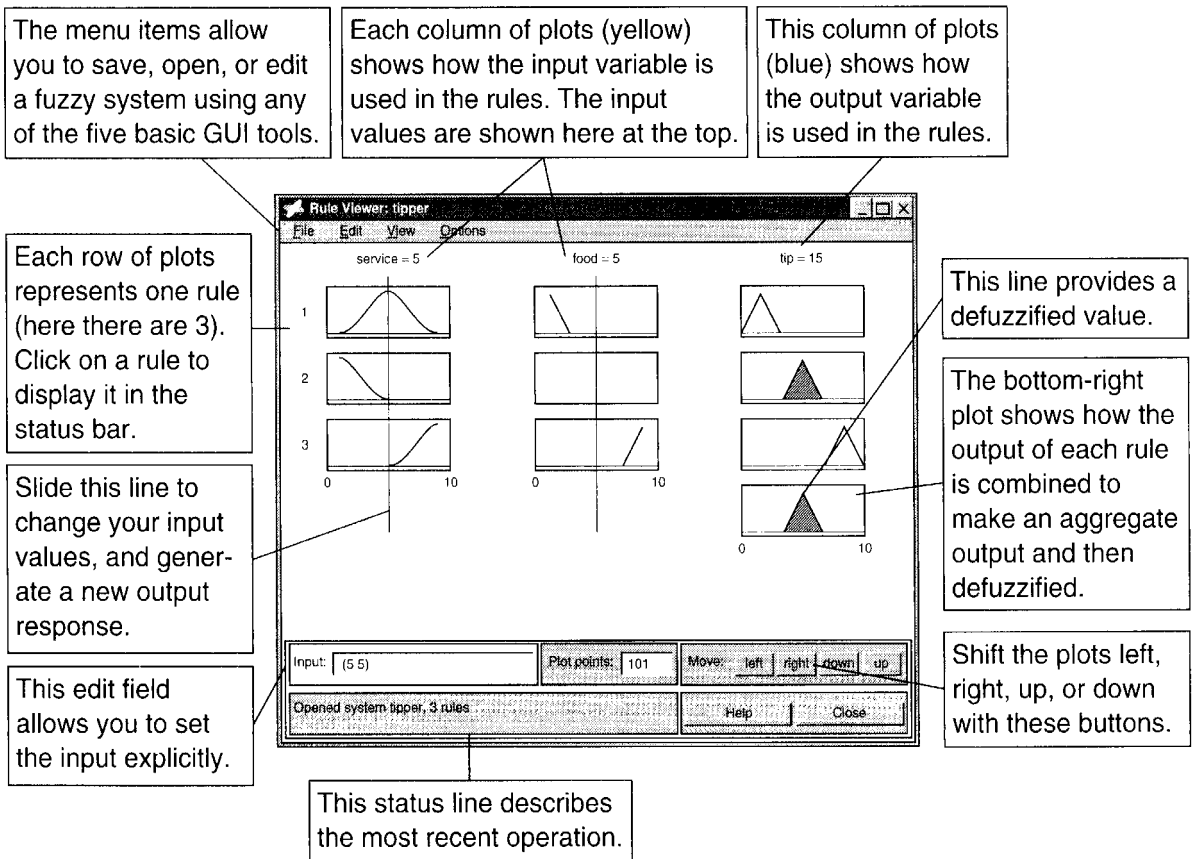 The menu items allow
you to save, open, or edit
a fuzzy system using any
of the five basic GUI tools.
Each column of plots (yellow)
shows how the input variable is
used in the rules. The input
values are shown here at the top.
This column of plots
(blue) shows how
the output variable
is used in the rules.
Rule Viewer: tipper
File Edit View Options
service = 5 food = 5 tip = 15
Each row of plots
represents one rule
(here there are 3).
Click on a rule to
display it in the
status bar.
1
2
3
0 10
0 10
0 10
This line provides a
defuzzified value.
The bottom-right
plot shows how the
output of each rule
is combined to
make an aggregate
output and then
defuzzified.
Slide this line to
change your input
values, and gener-
ate a new output
response.
Input: (5 5) Plot points: 101 Move: left right down up
Opened system tipper, 3 rules Help Close
This edit field
allows you to set
the input explicitly.
Shift the plots left,
right, up, or down
with these buttons.
This status line describes
the most recent operation.